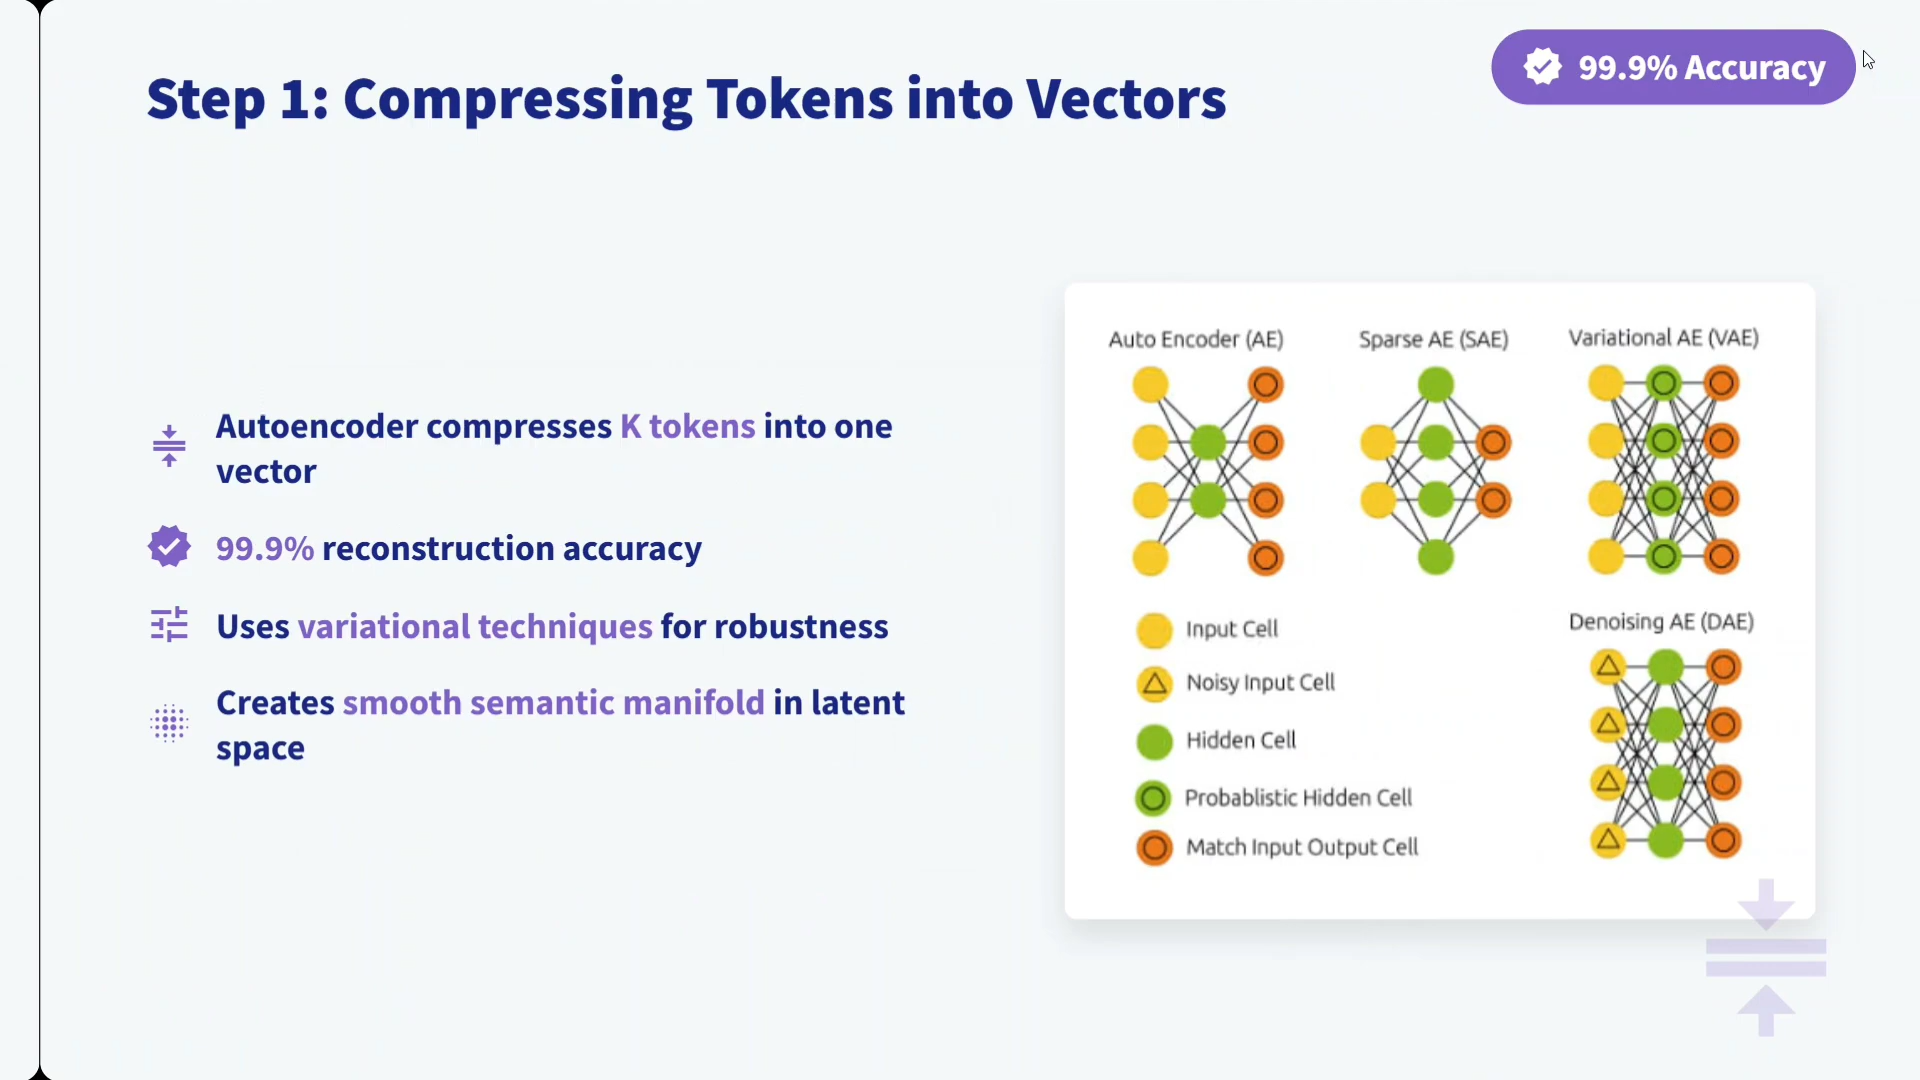 Step 1: Compressing Tokens into Vectors
99.9% Accuracy
Autoencoder compresses K tokens into one
vector
99.9% reconstruction accuracy
Uses variational techniques for robustness
Creates smooth semantic manifold in latent
space
Auto Encoder (AE)
Sparse AE (SAE)
Variational AE (VAE)
Input Cell
Noisy Input Cell
Hidden Cell
Probablistic Hidden Cell
Match Input Output Cell
Denoising AE (DAE)